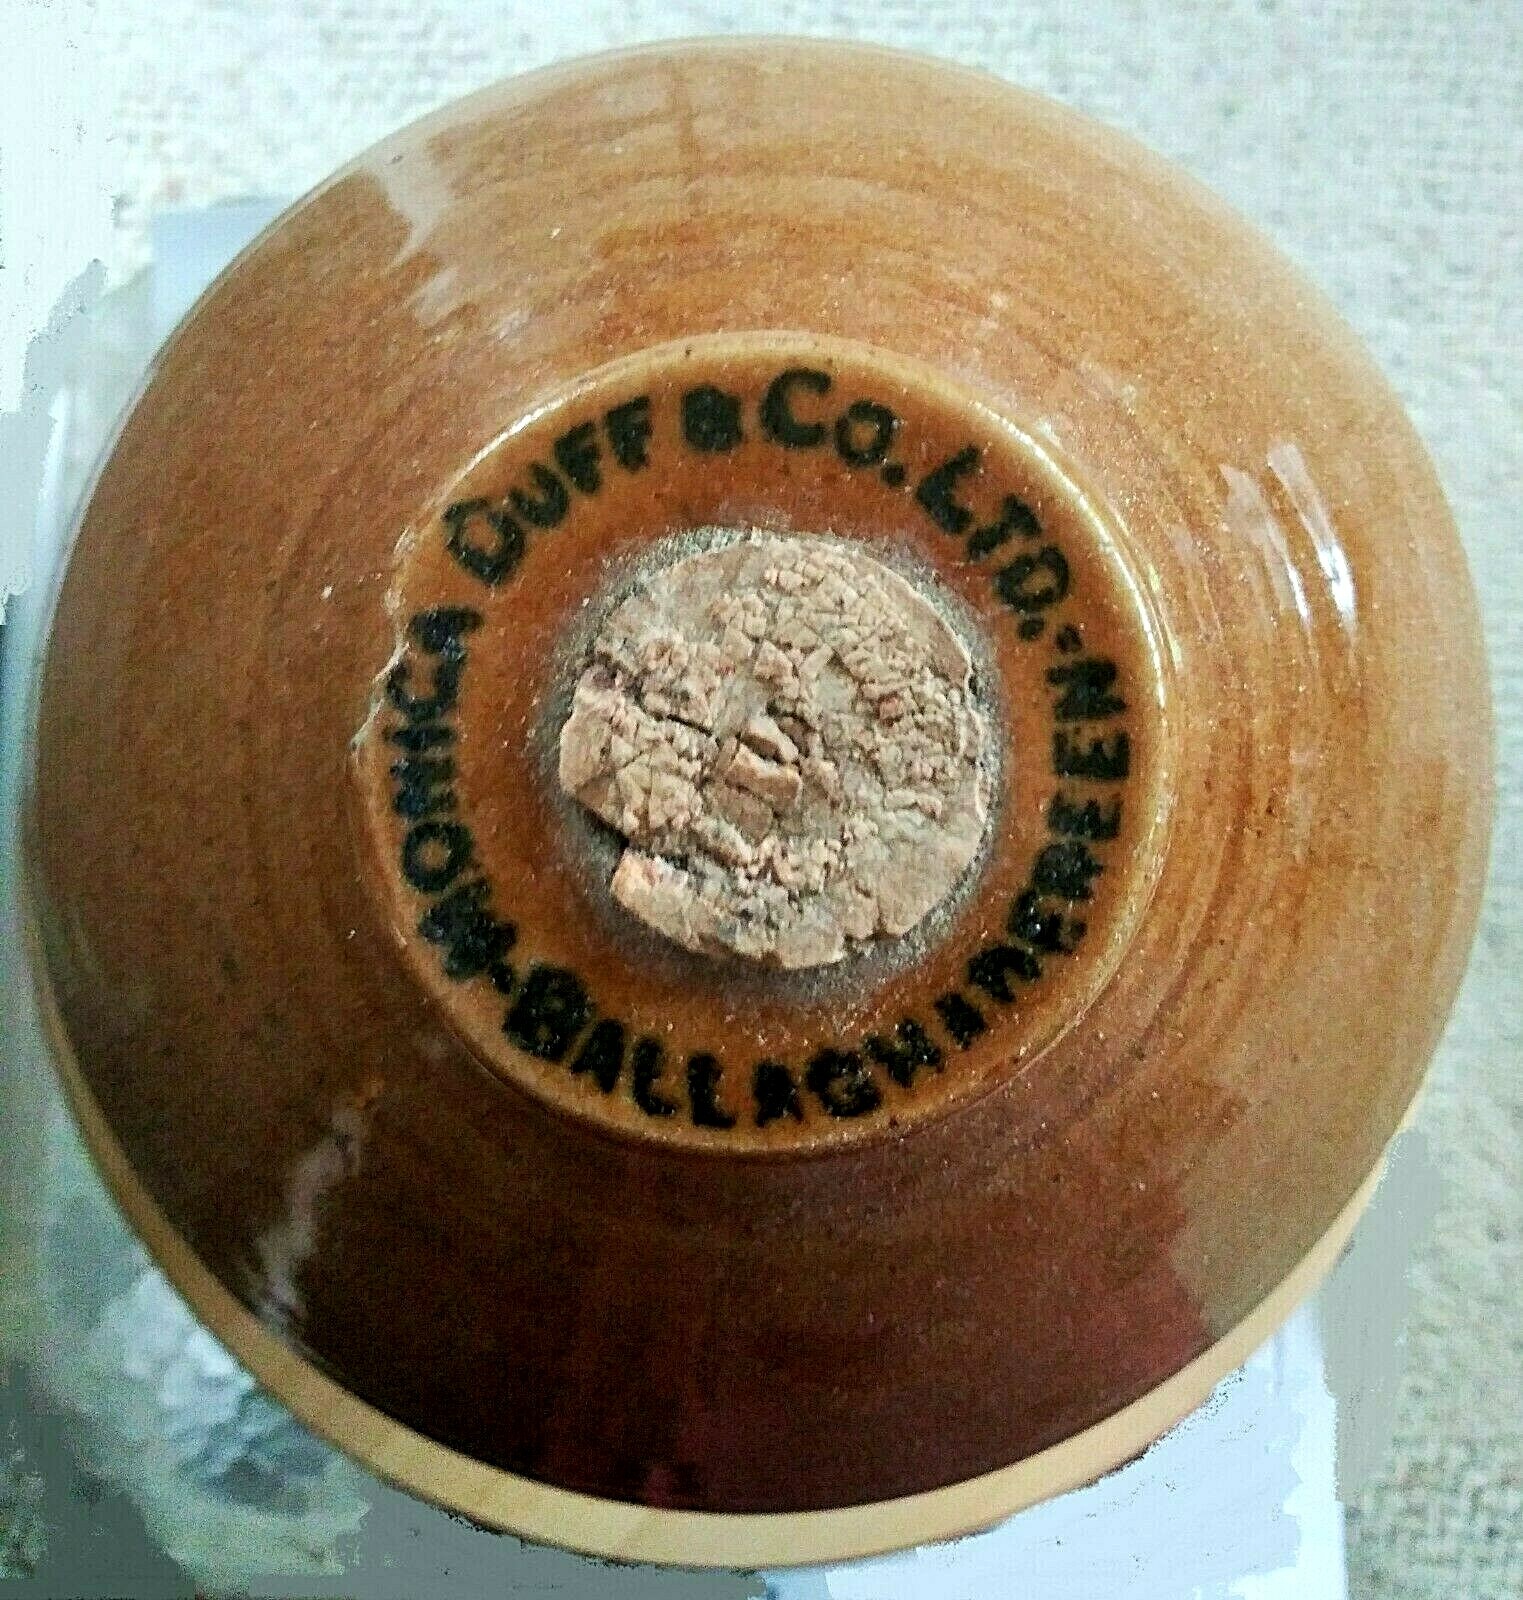 MONICA DUFF & CO. LTD.-
-BALLAGHADEREEN